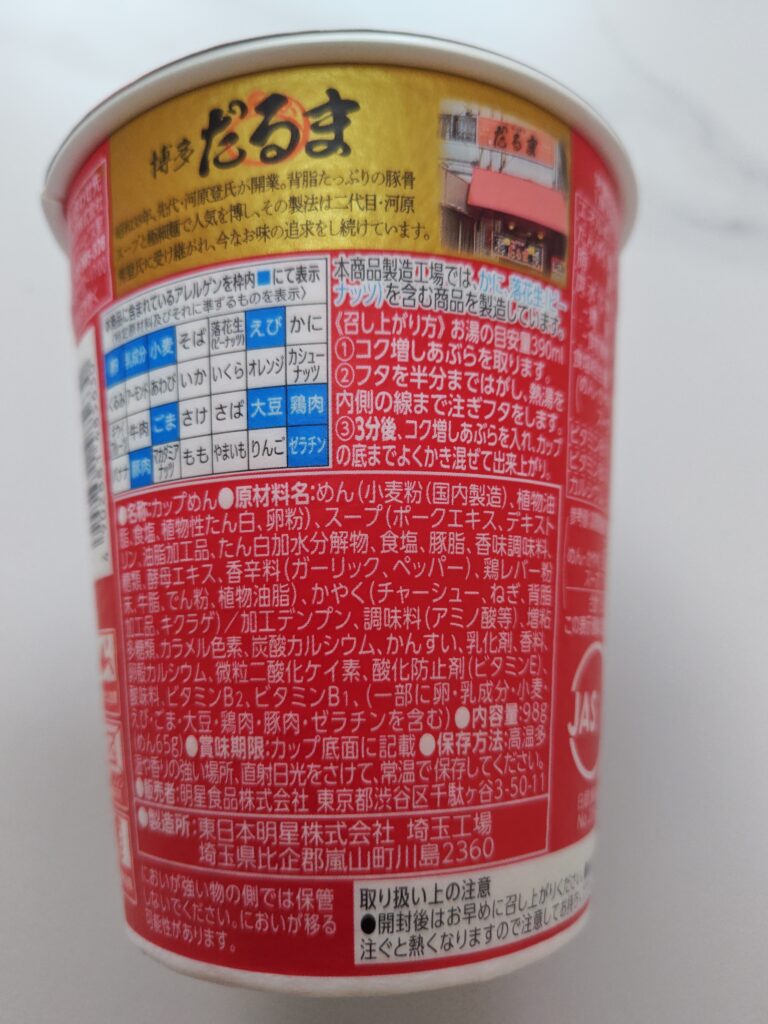 博多 だるま
だるま
昭和38年、先代・河原登氏が開業。背脂たっぷりの豚骨
スープと極細麺で人気を博し、その製法は二代目・河原
秀登氏に受け継がれ、今なお味の追求をし続けています。
本商品に含まれているアレルゲンを枠内■にて表示
(特定原材料及びそれに準ずるものを表示)
卵 乳成分 小麦 そば 落花生(ピーナッツ) えび かに
くるみ アーモンド あわび いか いくら オレンジ カシューナッツ
キウイフルーツ 牛肉 ごま さけ さば 大豆 鶏肉
バナナ 豚肉 マカダミアナッツ もも やまいも りんご ゼラチン
本商品製造工場では、かに、落花生(ピー
ナッツ)を含む商品を製造しています。
《召し上がり方》 お湯の目安量390ml
①コク増しあぶらを取ります。
②フタを半分まではがし、熱湯を
内側の線まで注ぎフタをします。
③3分後、コク増しあぶらを入れ、カップ
の底までよくかき混ぜて出来上がり。
●名称:カップめん●原材料名:めん(小麦粉(国内製造)、植物油
脂、食塩、植物性たん白、卵粉)、スープ(ポークエキス、デキスト
リン、油脂加工品、たん白加水分解物、食塩、豚脂、香味調味料、
糖類、酵母エキス、香辛料(ガーリック、ペッパー)、鶏レバー粉
末、牛脂、でん粉、植物油脂)、かやく(チャーシュー、ねぎ、背脂
加工品、キクラゲ)/加工デンプン、調味料(アミノ酸等)、増粘
多糖類、カラメル色素、炭酸カルシウム、かんすい、乳化剤、香料、
卵殻カルシウム、微粒二酸化ケイ素、酸化防止剤(ビタミンE)、
酸味料、ビタミンB2、ビタミンB1、(一部に卵・乳成分・小麦・
えび・ごま・大豆・鶏肉・豚肉・ゼラチンを含む)●内容量:98g
(めん65g)●賞味期限:カップ底面に記載●保存方法:高温多
湿や香りの強い場所、直射日光をさけて、常温で保存してください。
●販売者:明星食品株式会社 東京都渋谷区千駄ヶ谷3-50-11
●製造所:東日本明星株式会社 埼玉工場
埼玉県比企郡嵐山町川島2360
においが強い物の側では保管
しないでください。においが移る
可能性があります。
取り扱い上の注意
●開封後はお早めに召し上がりください。
注ぐと熱くなりますので注意して
JAS